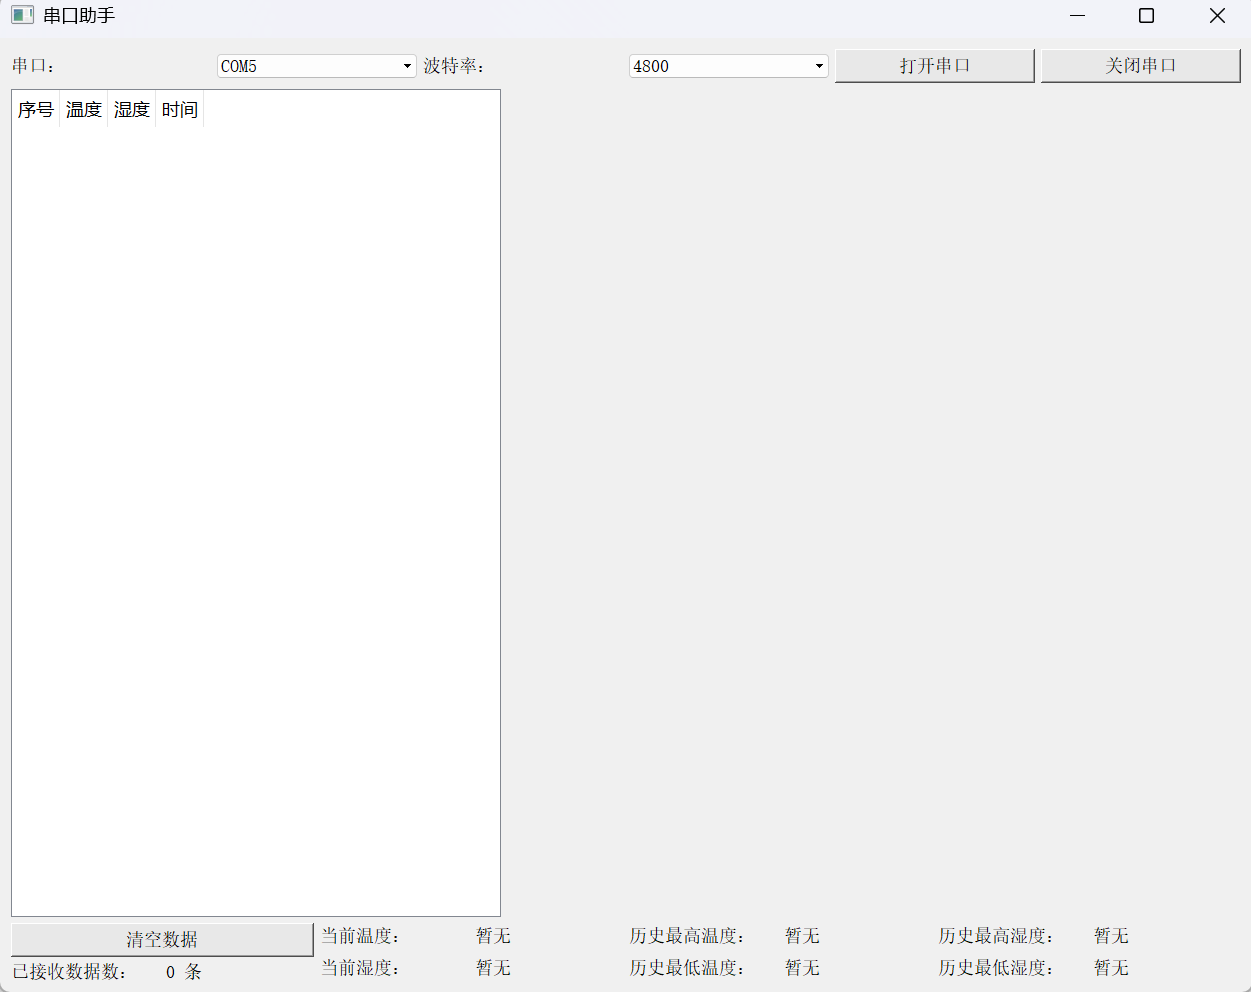 串口助手
串口： COM5 波特率： 4800 打开串口 关闭串口
序号 温度 湿度 时间
清空数据 当前温度： 暂无 历史最高温度： 暂无 历史最高湿度： 暂无
已接收数据数： 0 条 当前湿度： 暂无 历史最低温度： 暂无 历史最低湿度： 暂无